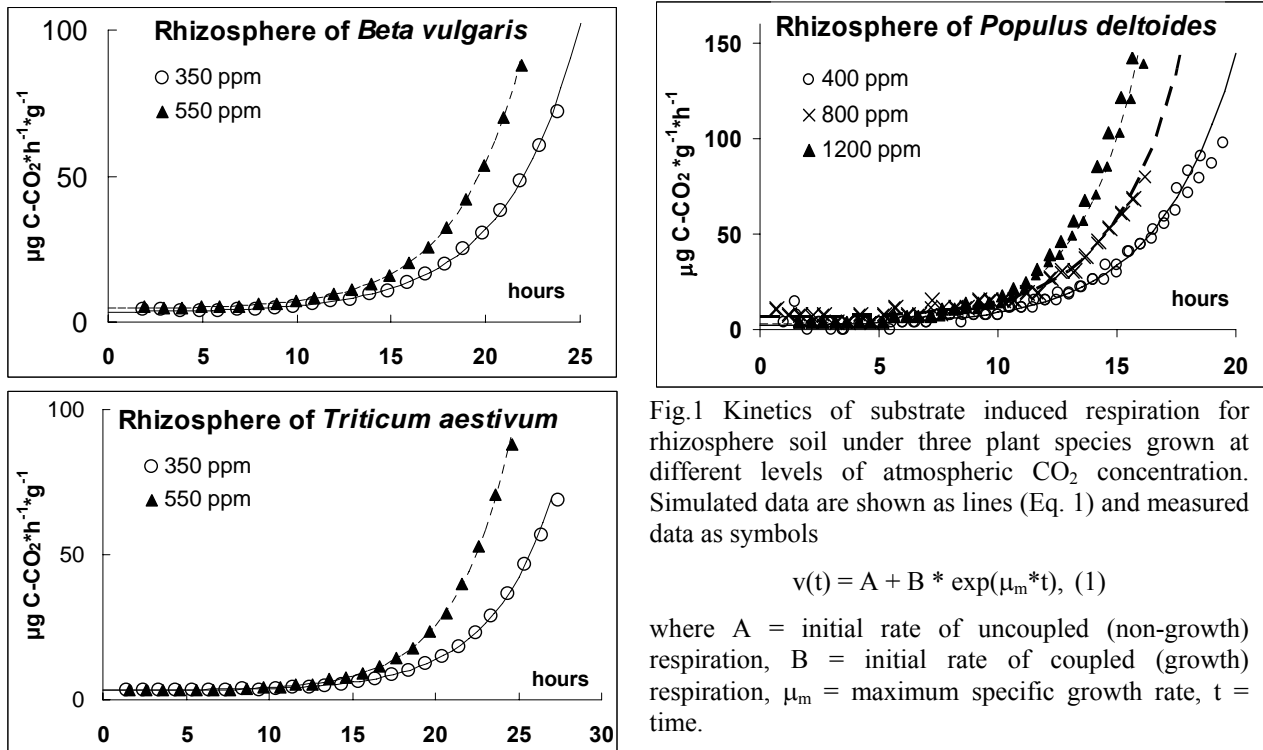 Rhizosphere of Beta vulgaris
350 ppm
550 ppm
µg C-CO₂*h⁻¹*g⁻¹
100
50
0
hours
0 5 10 15 20 25
Rhizosphere of Populus deltoides
400 ppm
800 ppm
1200 ppm
µg C-CO₂ *g⁻¹*h⁻¹
150
100
50
0
hours
0 5 10 15 20
Rhizosphere of Triticum aestivum
350 ppm
550 ppm
µg C-CO₂*h⁻¹*g⁻¹
100
50
0
hours
0 5 10 15 20 25 30
Fig.1 Kinetics of substrate induced respiration for
rhizosphere soil under three plant species grown at
different levels of atmospheric CO₂ concentration.
Simulated data are shown as lines (Eq. 1) and measured
data as symbols
v(t) = A + B * exp(μₘ*t), (1)
where A = initial rate of uncoupled (non-growth)
respiration, B = initial rate of coupled (growth)
respiration, μₘ = maximum specific growth rate, t =
time.